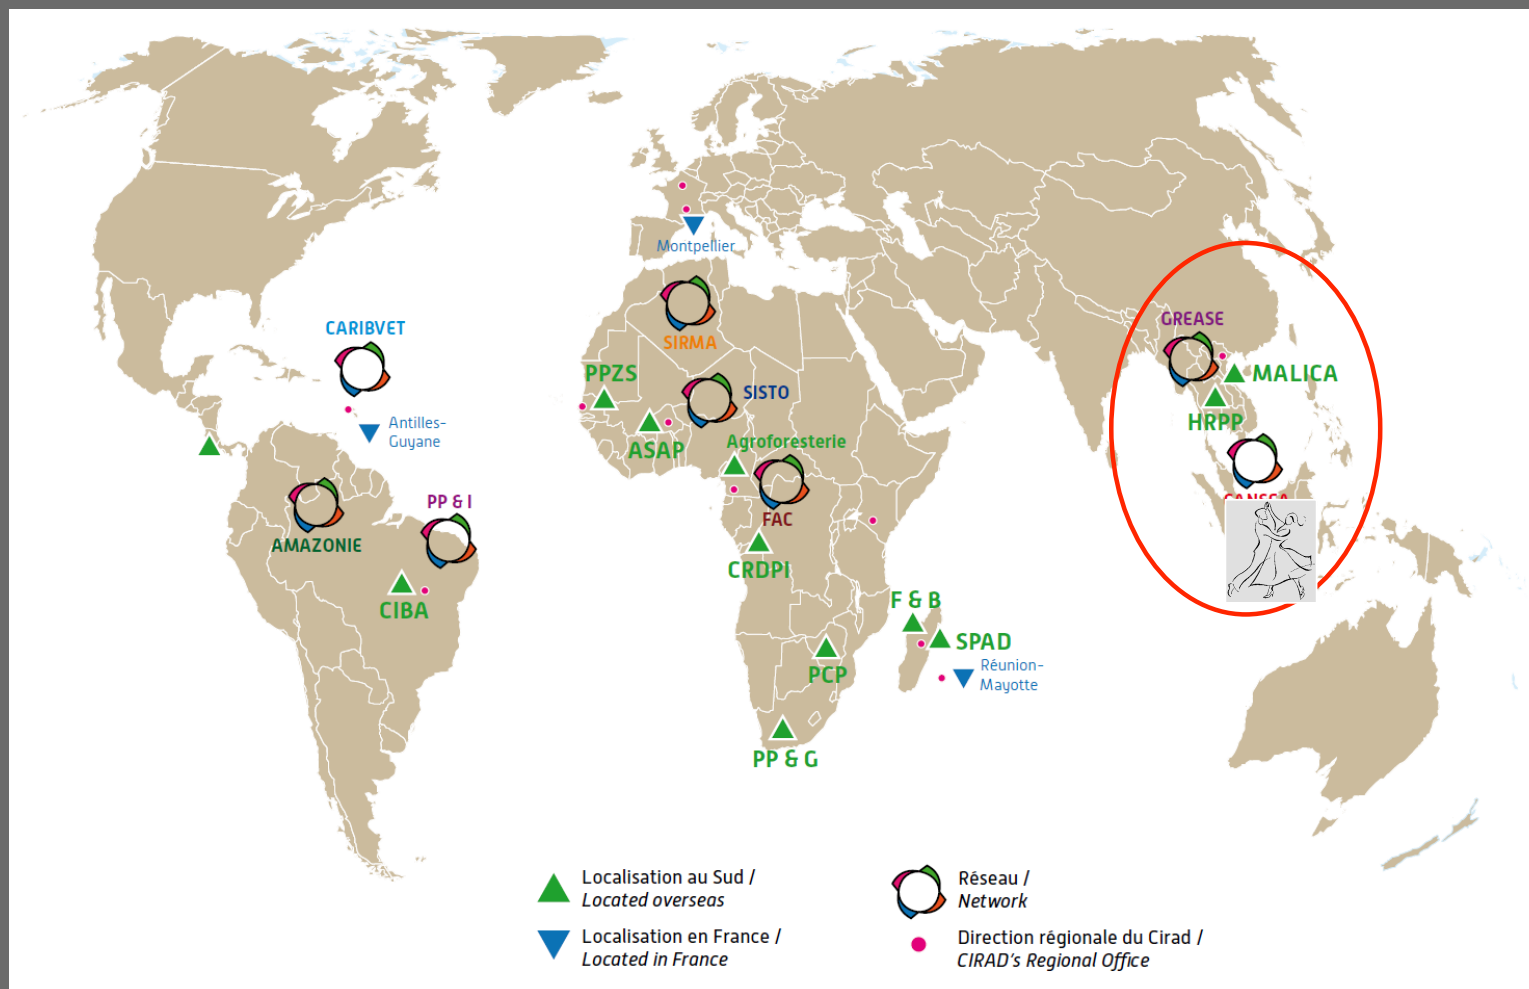 GREASE
CARIBVET
Montpellier
SIRMA
PPZS
MALICA
SISTO
HRPP
Antilles-
Guyane
ASAP
Agroforesterie
PP & I
FAC
AMAZONIE
CRDPI
CIBA
F & B
SPAD
PCP
Réunion-
Mayotte
PP & G
Localisation au Sud /
Located overseas
Réseau /
Network
Localisation en France /
Located in France
Direction régionale du Cirad /
CIRAD's Regional Office